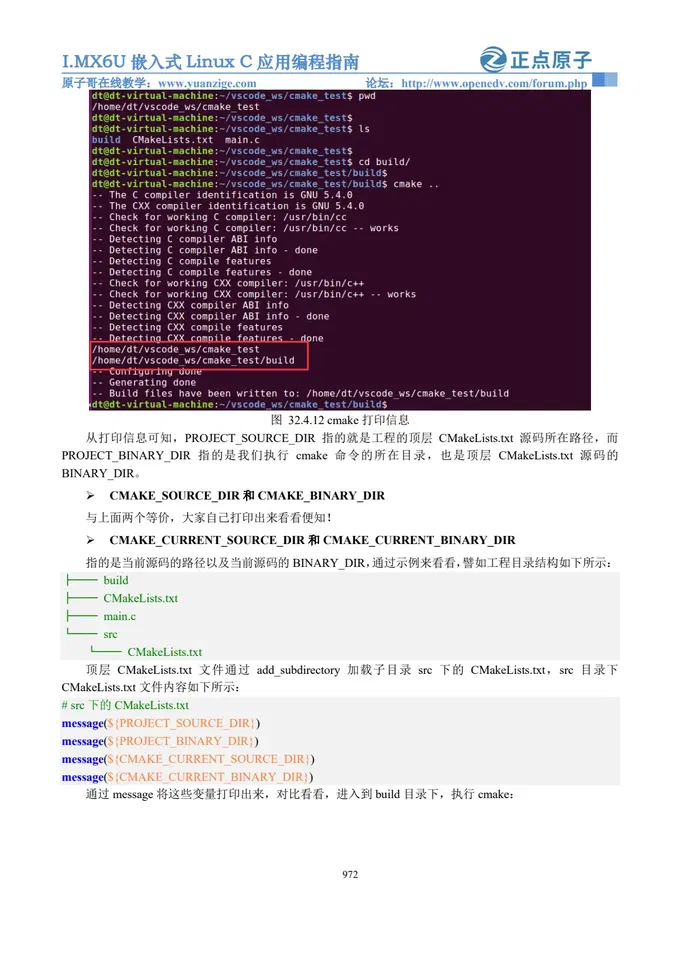 I.MX6U 嵌入式 Linux C 应用编程指南
正点原子
原子哥在线教学：www.yuanzige.com
论坛：http://www.openedv.com/forum.php
dt@dt-virtual-machine:~/vscode_ws/cmake_test$ pwd
/home/dt/vscode_ws/cmake_test
dt@dt-virtual-machine:~/vscode_ws/cmake_test$
dt@dt-virtual-machine:~/vscode_ws/cmake_test$ ls
build  CMakeLists.txt  main.c
dt@dt-virtual-machine:~/vscode_ws/cmake_test$
dt@dt-virtual-machine:~/vscode_ws/cmake_test$ cd build/
dt@dt-virtual-machine:~/vscode_ws/cmake_test/build$
dt@dt-virtual-machine:~/vscode_ws/cmake_test/build$ cmake ..
-- The C compiler identification is GNU 5.4.0
-- The CXX compiler identification is GNU 5.4.0
-- Check for working C compiler: /usr/bin/cc
-- Check for working C compiler: /usr/bin/cc -- works
-- Detecting C compiler ABI info
-- Detecting C compiler ABI info - done
-- Detecting C compile features
-- Detecting C compile features - done
-- Check for working CXX compiler: /usr/bin/c++
-- Check for working CXX compiler: /usr/bin/c++ -- works
-- Detecting CXX compiler ABI info
-- Detecting CXX compiler ABI info - done
-- Detecting CXX compile features
-- Detecting CXX compile features - done
/home/dt/vscode_ws/cmake_test
/home/dt/vscode_ws/cmake_test/build
-- Configuring done
-- Generating done
-- Build files have been written to: /home/dt/vscode_ws/cmake_test/build
dt@dt-virtual-machine:~/vscode_ws/cmake_test/build$
图 32.4.12 cmake 打印信息
从打印信息可知，PROJECT_SOURCE_DIR 指的就是工程的顶层 CMakeLists.txt 源码所在路径，而
PROJECT_BINARY_DIR 指的是我们执行 cmake 命令的所在目录，也是顶层 CMakeLists.txt 源码的
BINARY_DIR。
➢ CMAKE_SOURCE_DIR 和 CMAKE_BINARY_DIR
与上面两个等价，大家自己打印出来看看便知！
➢ CMAKE_CURRENT_SOURCE_DIR 和 CMAKE_CURRENT_BINARY_DIR
指的是当前源码的路径以及当前源码的 BINARY_DIR，通过示例来看看，譬如工程目录结构如下所示：
├── build
├── CMakeLists.txt
├── main.c
└── src
    └── CMakeLists.txt
顶层 CMakeLists.txt 文件通过 add_subdirectory 加载子目录 src 下的 CMakeLists.txt，src 目录下
CMakeLists.txt 文件内容如下所示：
# src 下的 CMakeLists.txt
message(${PROJECT_SOURCE_DIR})
message(${PROJECT_BINARY_DIR})
message(${CMAKE_CURRENT_SOURCE_DIR})
message(${CMAKE_CURRENT_BINARY_DIR})
通过 message 将这些变量打印出来，对比看看，进入到 build 目录下，执行 cmake：
972